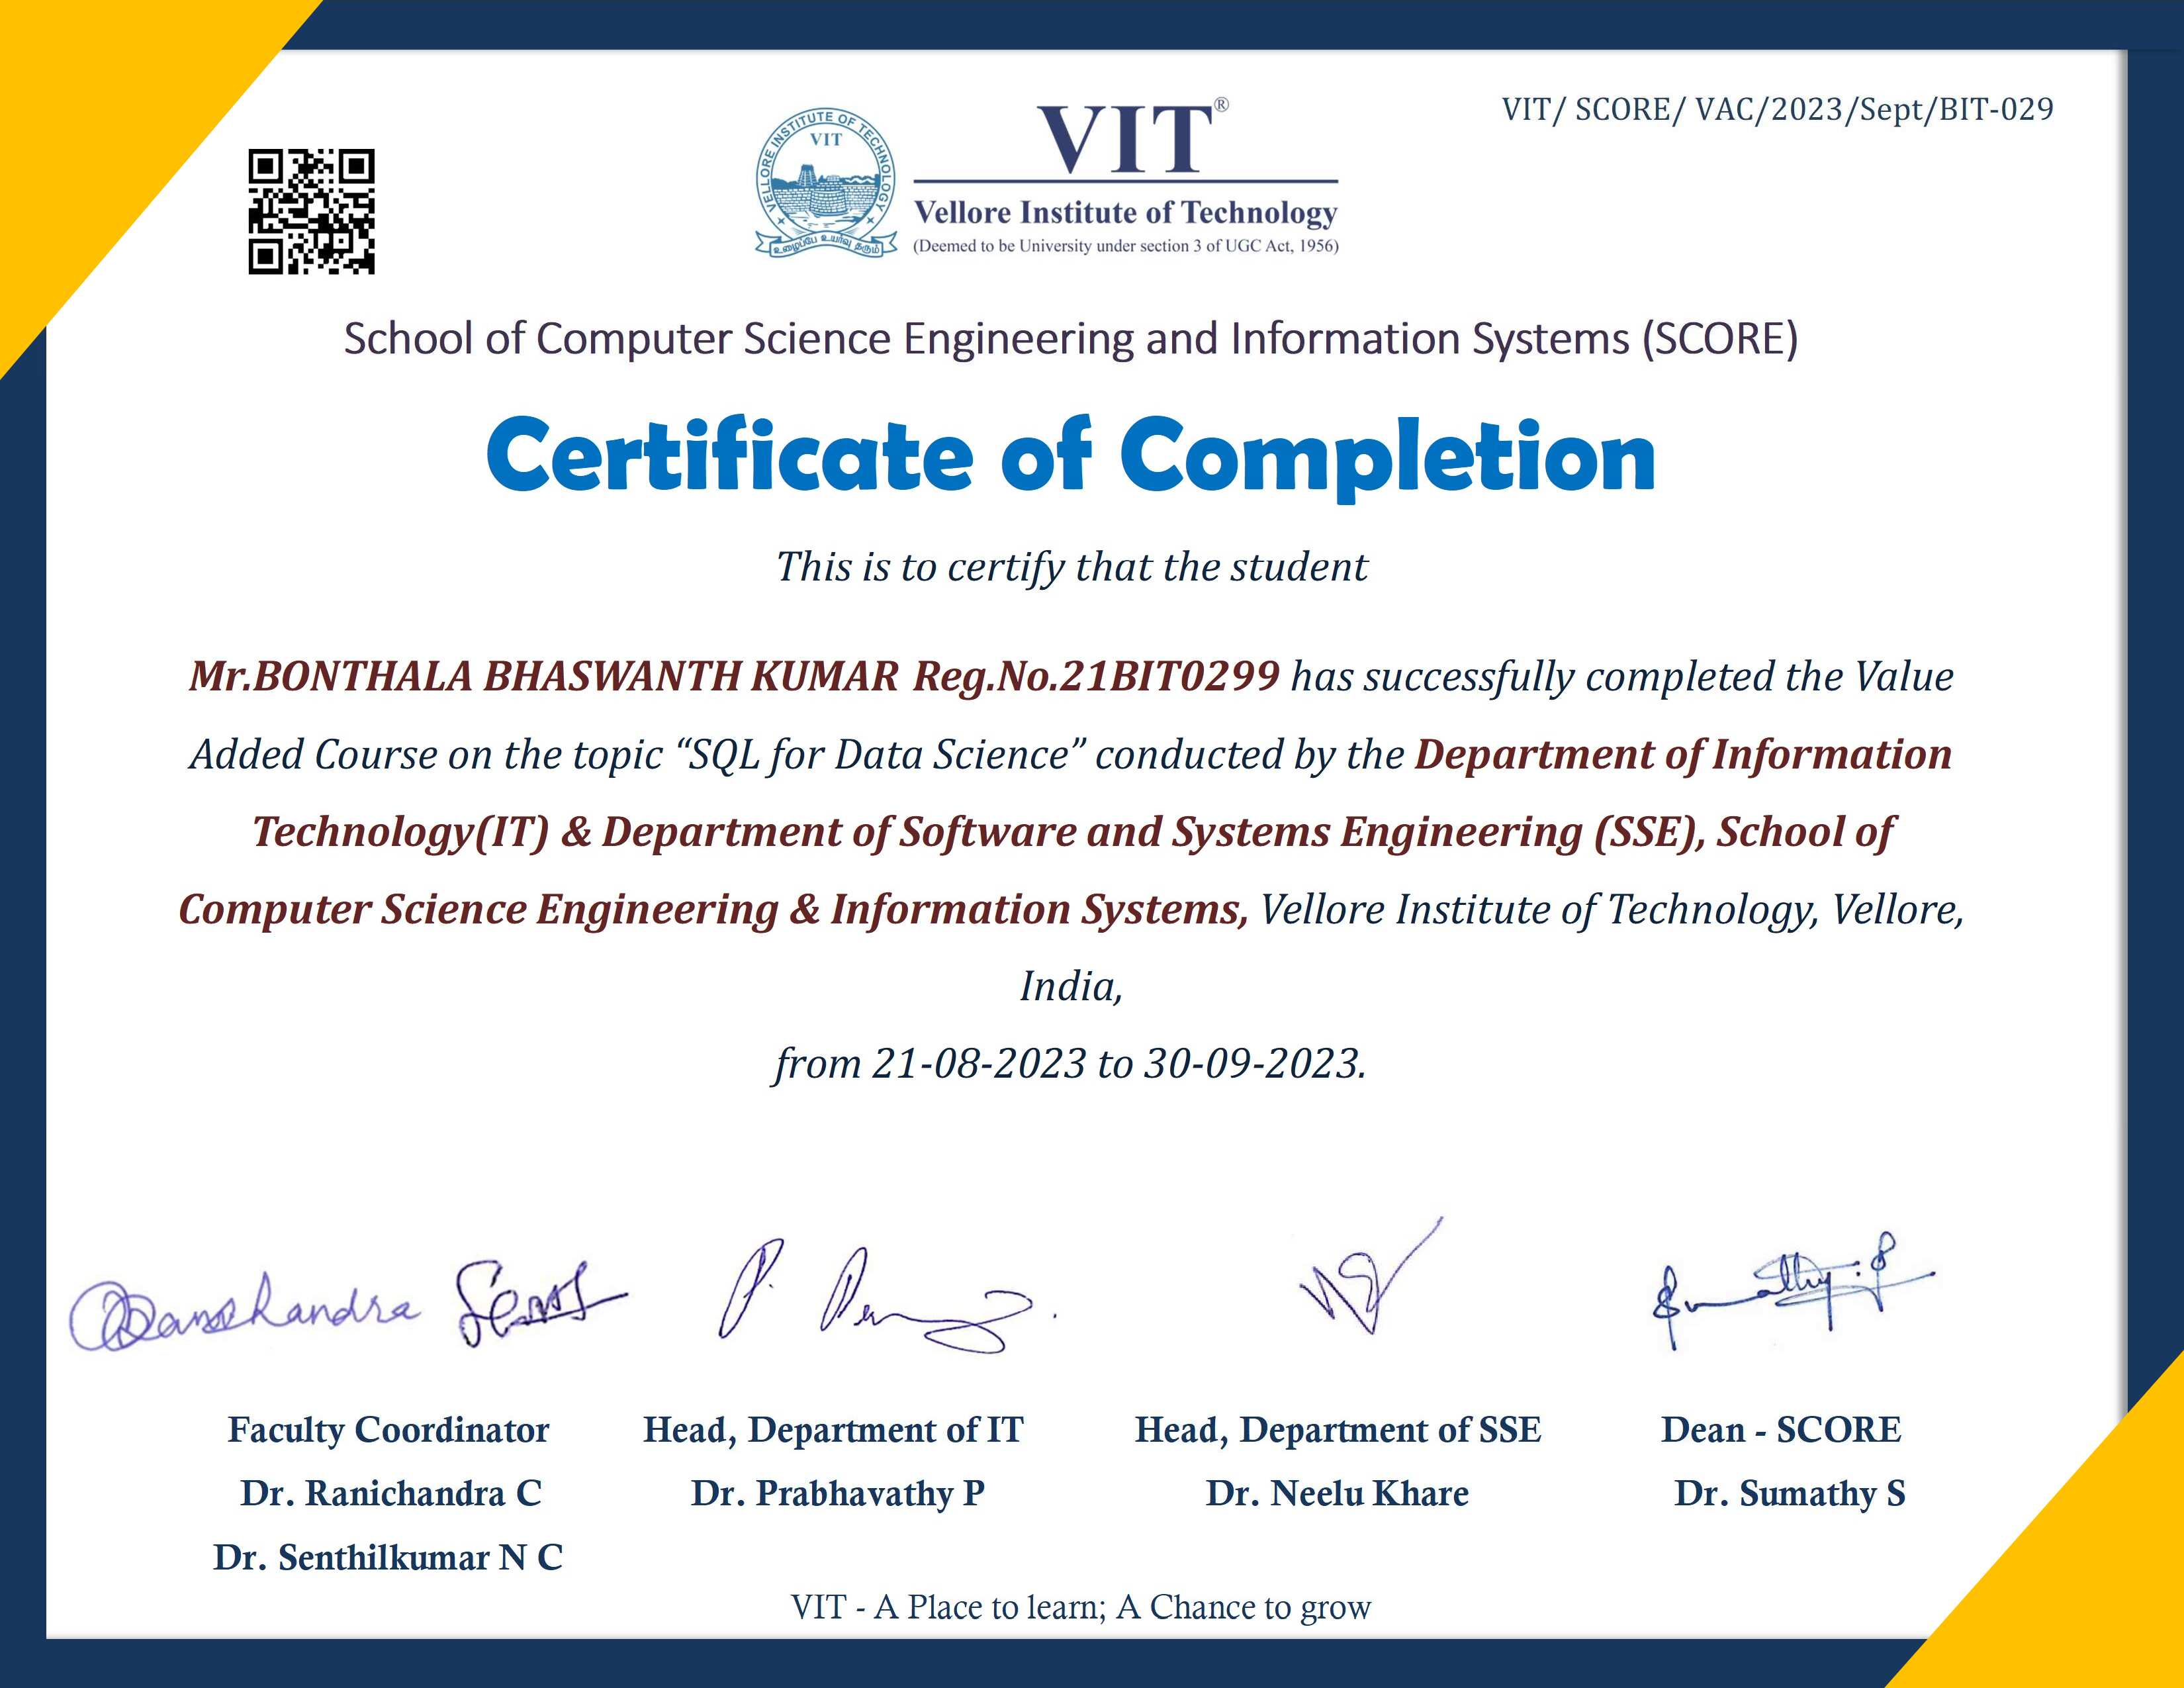 VIT/ SCORE/ VAC/2023/Sept/BIT-029
VELLORE INSTITUTE OF TECHNOLOGY
VIT
உழைப்பே உயர்வு தரும்
VIT®
Vellore Institute of Technology
(Deemed to be University under section 3 of UGC Act, 1956)
School of Computer Science Engineering and Information Systems (SCORE)
Certificate of Completion
This is to certify that the student
Mr.BONTHALA BHASWANTH KUMAR Reg.No.21BIT0299 has successfully completed the Value
Added Course on the topic “SQL for Data Science” conducted by the Department of Information
Technology(IT) & Department of Software and Systems Engineering (SSE), School of
Computer Science Engineering & Information Systems, Vellore Institute of Technology, Vellore,
India,
from 21-08-2023 to 30-09-2023.
Faculty Coordinator
Dr. Ranichandra C
Dr. Senthilkumar N C
Head, Department of IT
Dr. Prabhavathy P
Head, Department of SSE
Dr. Neelu Khare
Dean - SCORE
Dr. Sumathy S
VIT - A Place to learn; A Chance to grow